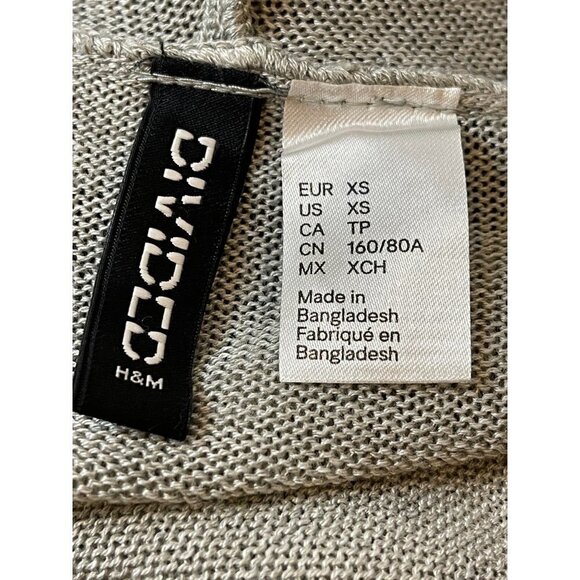 DIVIDED
H&M
EUR XS
US XS
CA TP
CN 160/80A
MX XCH
Made in
Bangladesh
Fabriqué en
Bangladesh